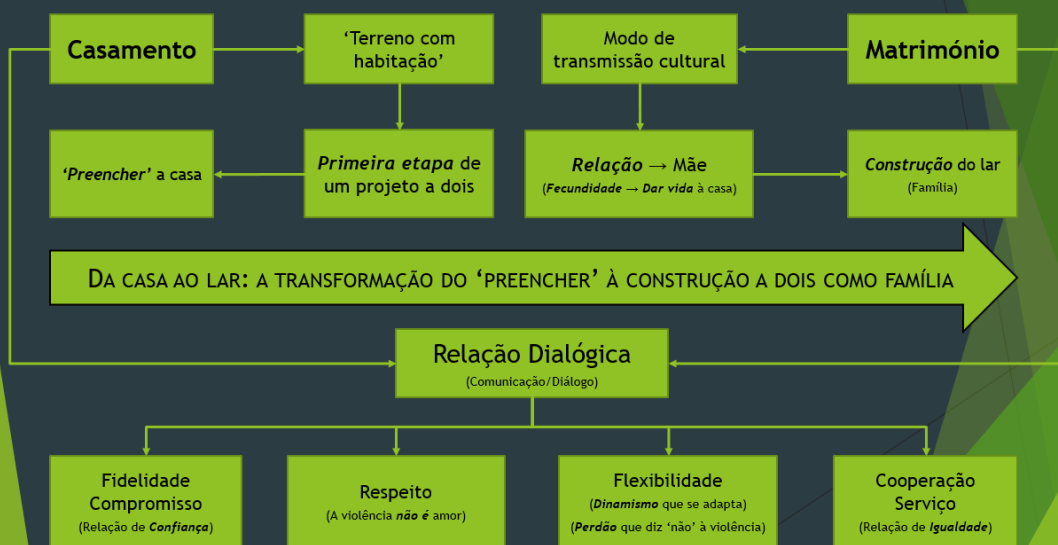 Casamento
‘Terreno com
habitação’
Modo de
transmissão cultural
Matrimónio
‘Preencher’ a casa
Primeira etapa de
um projeto a dois
Relação → Mãe
(Fecundidade → Dar vida à casa)
Construção do lar
(Família)
DA CASA AO LAR: A TRANSFORMAÇÃO DO ‘PREENCHER’ À CONSTRUÇÃO A DOIS COMO FAMÍLIA
Relação Dialógica
(Comunicação/Diálogo)
Fidelidade
Compromisso
(Relação de Confiança)
Respeito
(A violência não é amor)
Flexibilidade
(Dinamismo que se adapta)
(Perdão que diz ‘não’ à violência)
Cooperação
Serviço
(Relação de Igualdade)